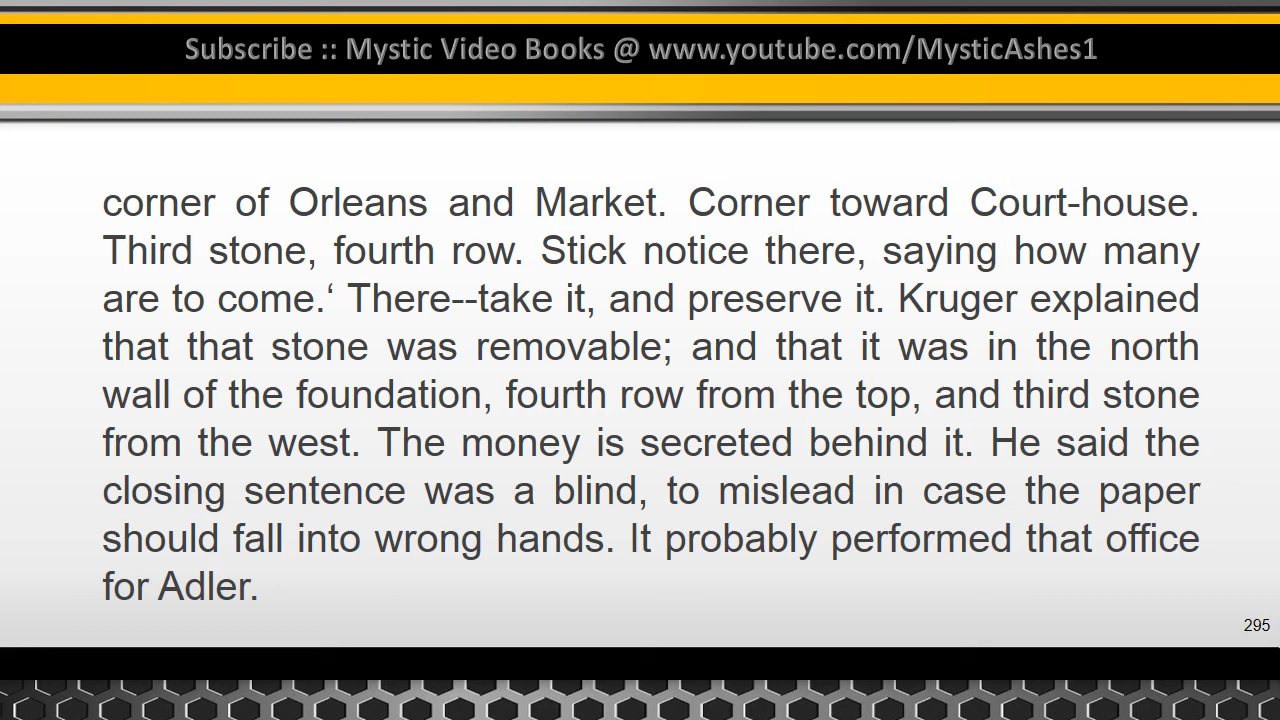 Subscribe :: Mystic Video Books @ www.youtube.com/MysticAshes1
corner of Orleans and Market. Corner toward Court-house.
Third stone, fourth row. Stick notice there, saying how many
are to come.‘ There--take it, and preserve it. Kruger explained
that that stone was removable; and that it was in the north
wall of the foundation, fourth row from the top, and third stone
from the west. The money is secreted behind it. He said the
closing sentence was a blind, to mislead in case the paper
should fall into wrong hands. It probably performed that office
for Adler.
295